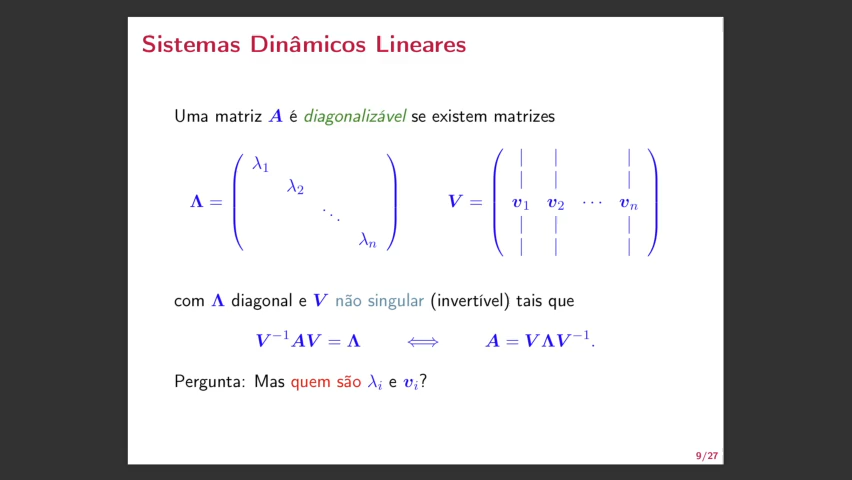 Sistemas Dinâmicos Lineares
Uma matriz A é diagonalizável se existem matrizes
Λ = ( λ1 λ2 ⋱ λn ) V = ( v1 v2 ⋯ vn )
com Λ diagonal e V não singular (invertível) tais que
V⁻¹AV = Λ ⟺ A = VΛV⁻¹.
Pergunta: Mas quem são λi e vi?
9/27